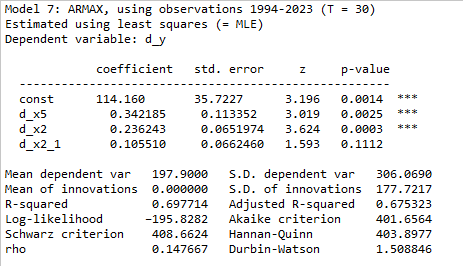 Model 7: ARMAX, using observations 1994-2023 (T = 30)
Estimated using least squares (= MLE)
Dependent variable: d_y
coefficient std. error z p-value
---------------------------------------------------------
const 114.160 35.7227 3.196 0.0014 ***
d_x5 0.342185 0.113352 3.019 0.0025 ***
d_x2 0.236243 0.0651974 3.624 0.0003 ***
d_x2_1 0.105510 0.0662460 1.593 0.1112
Mean dependent var 197.9000 S.D. dependent var 306.0690
Mean of innovations 0.000000 S.D. of innovations 177.7217
R-squared 0.697714 Adjusted R-squared 0.675323
Log-likelihood −195.8282 Akaike criterion 401.6564
Schwarz criterion 408.6624 Hannan-Quinn 403.8977
rho 0.147667 Durbin-Watson 1.508846